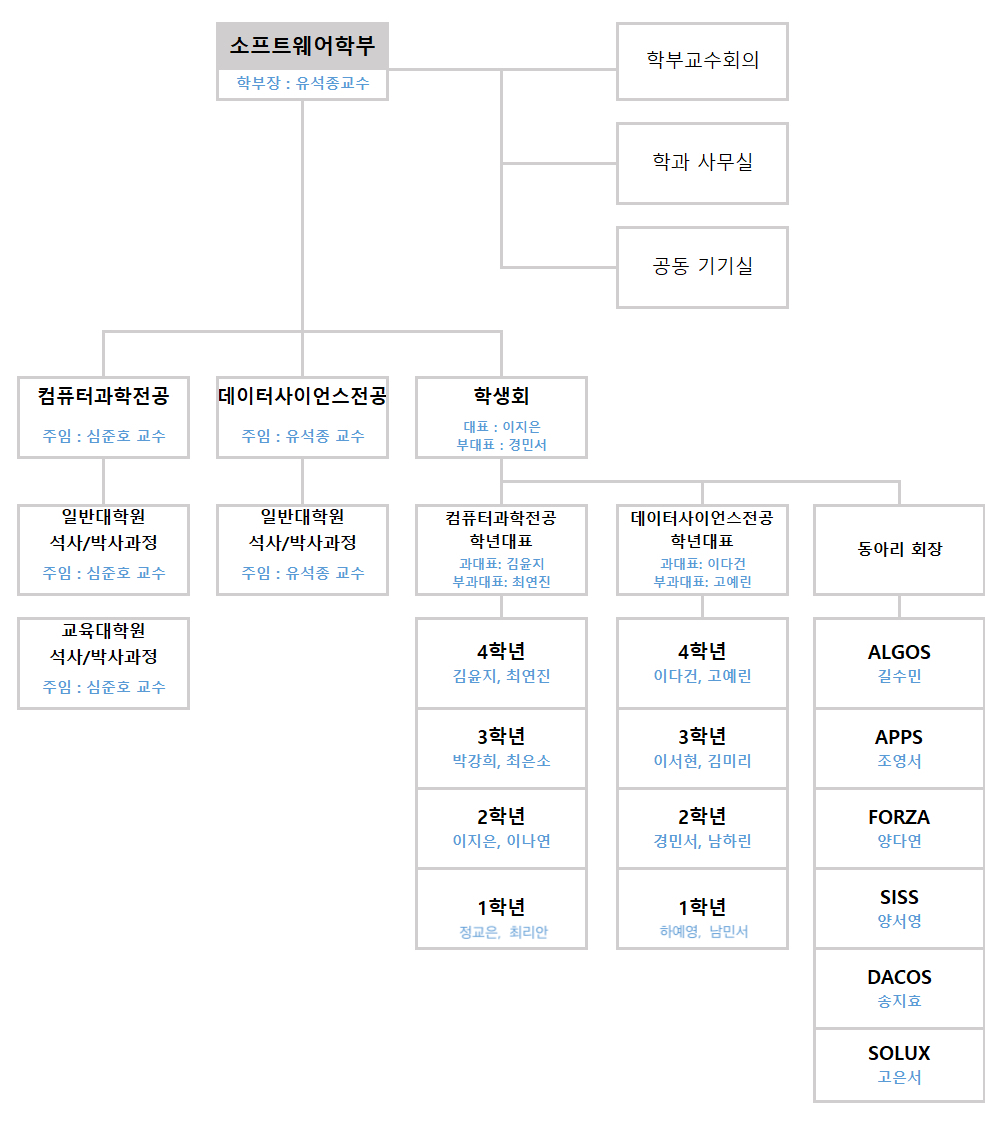 소프트웨어학부
학부장 : 유석종교수
학부교수회의
학과 사무실
공동 기기실
컴퓨터과학전공
주임 : 심준호 교수
데이터사이언스전공
주임 : 유석종 교수
학생회
대표 : 이지은
부대표 : 경민서
일반대학원
석사/박사과정
주임 : 심준호 교수
일반대학원
석사/박사과정
주임 : 유석종 교수
컴퓨터과학전공
학년대표
과대표: 김윤지
부과대표: 최연진
데이터사이언스전공
학년대표
과대표: 이다건
부과대표: 고예린
동아리 회장
교육대학원
석사/박사과정
주임 : 심준호 교수
4학년
김윤지, 최연진
3학년
박강희, 최은소
2학년
이지은, 이나연
1학년
정교은, 최리안
4학년
이다건, 고예린
3학년
이서현, 김미리
2학년
경민서, 남하린
1학년
하예영, 남민서
ALGOS
길수민
APPS
조영서
FORZA
양다연
SISS
양서영
DACOS
송지효
SOLUX
고은서